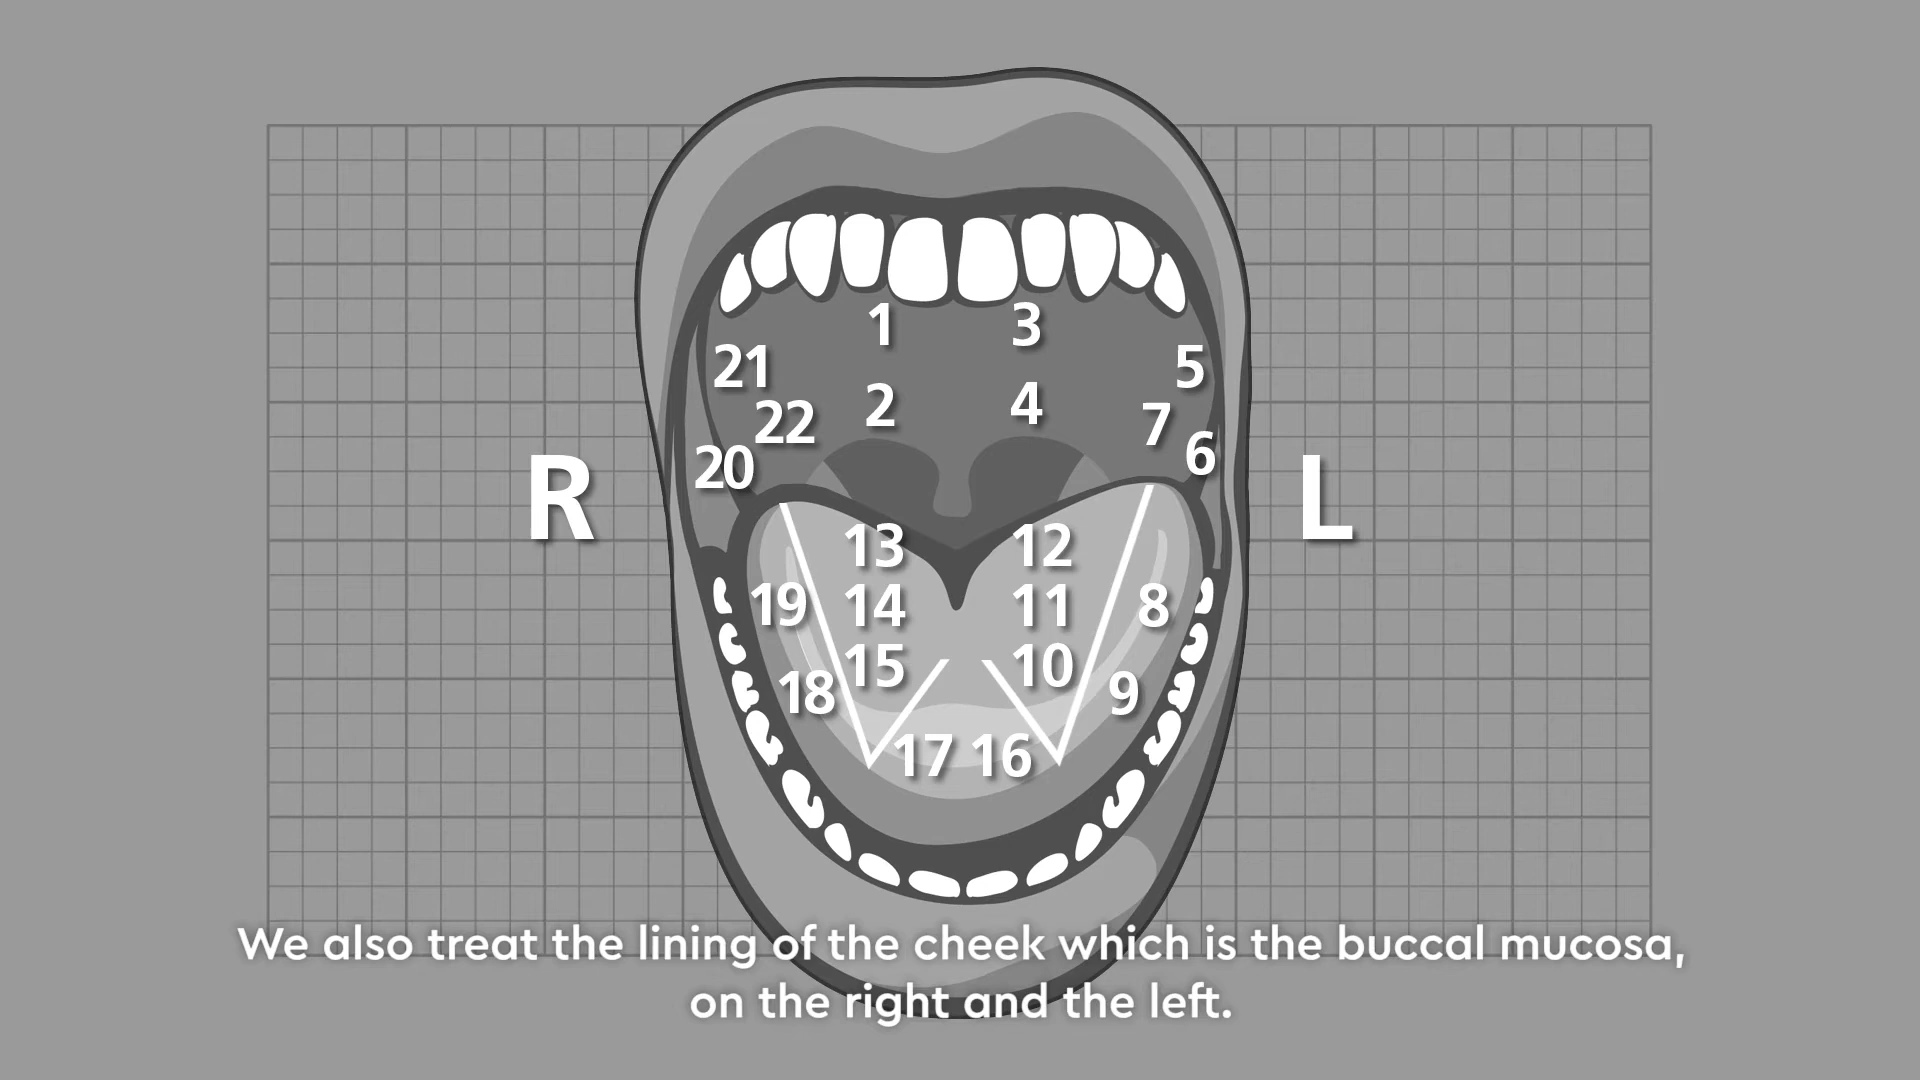 1 3
21 5
2 4
22 7
20 6
R L
13 12
19 14 11 8
15 10
18 9
17 16
We also treat the lining of the cheek which is the buccal mucosa,
on the right and the left.